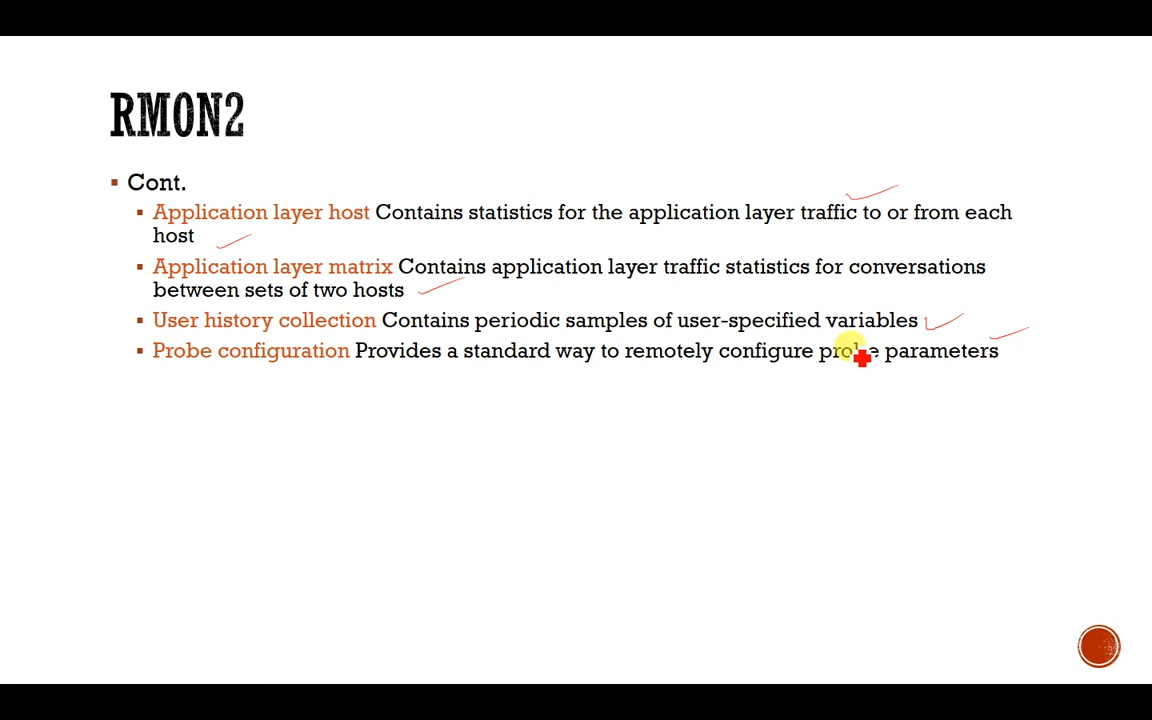 RMON2
Cont.
Application layer host Contains statistics for the application layer traffic to or from each
host
Application layer matrix Contains application layer traffic statistics for conversations
between sets of two hosts
User history collection Contains periodic samples of user-specified variables
Probe configuration Provides a standard way to remotely configure probe parameters